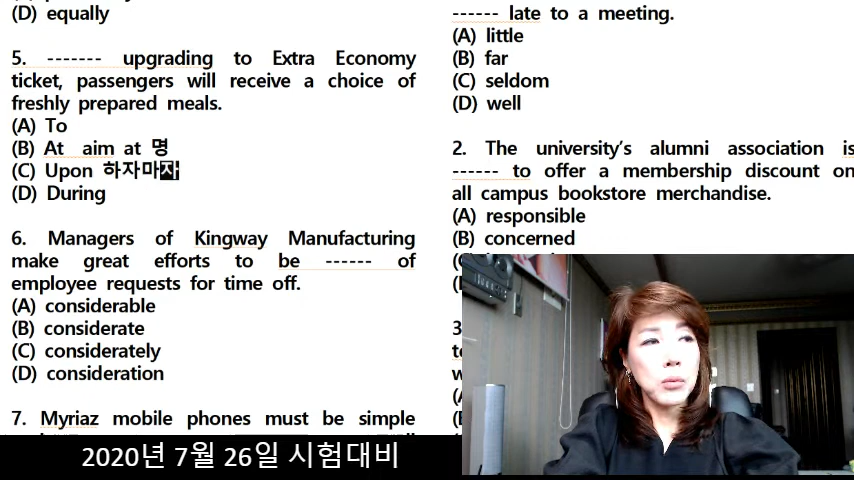 (D) equally
5. ------- upgrading to Extra Economy
ticket, passengers will receive a choice of
freshly prepared meals.
(A) To
(B) At aim at 명
(C) Upon 하자마자
(D) During
6. Managers of Kingway Manufacturing
make great efforts to be ------ of
employee requests for time off.
(A) considerable
(B) considerate
(C) considerately
(D) consideration
7. Myriaz mobile phones must be simple
------ late to a meeting.
(A) little
(B) far
(C) seldom
(D) well
2. The university's alumni association is
------ to offer a membership discount on
all campus bookstore merchandise.
(A) responsible
(B) concerned
3
2020년 7월 26일 시험대비